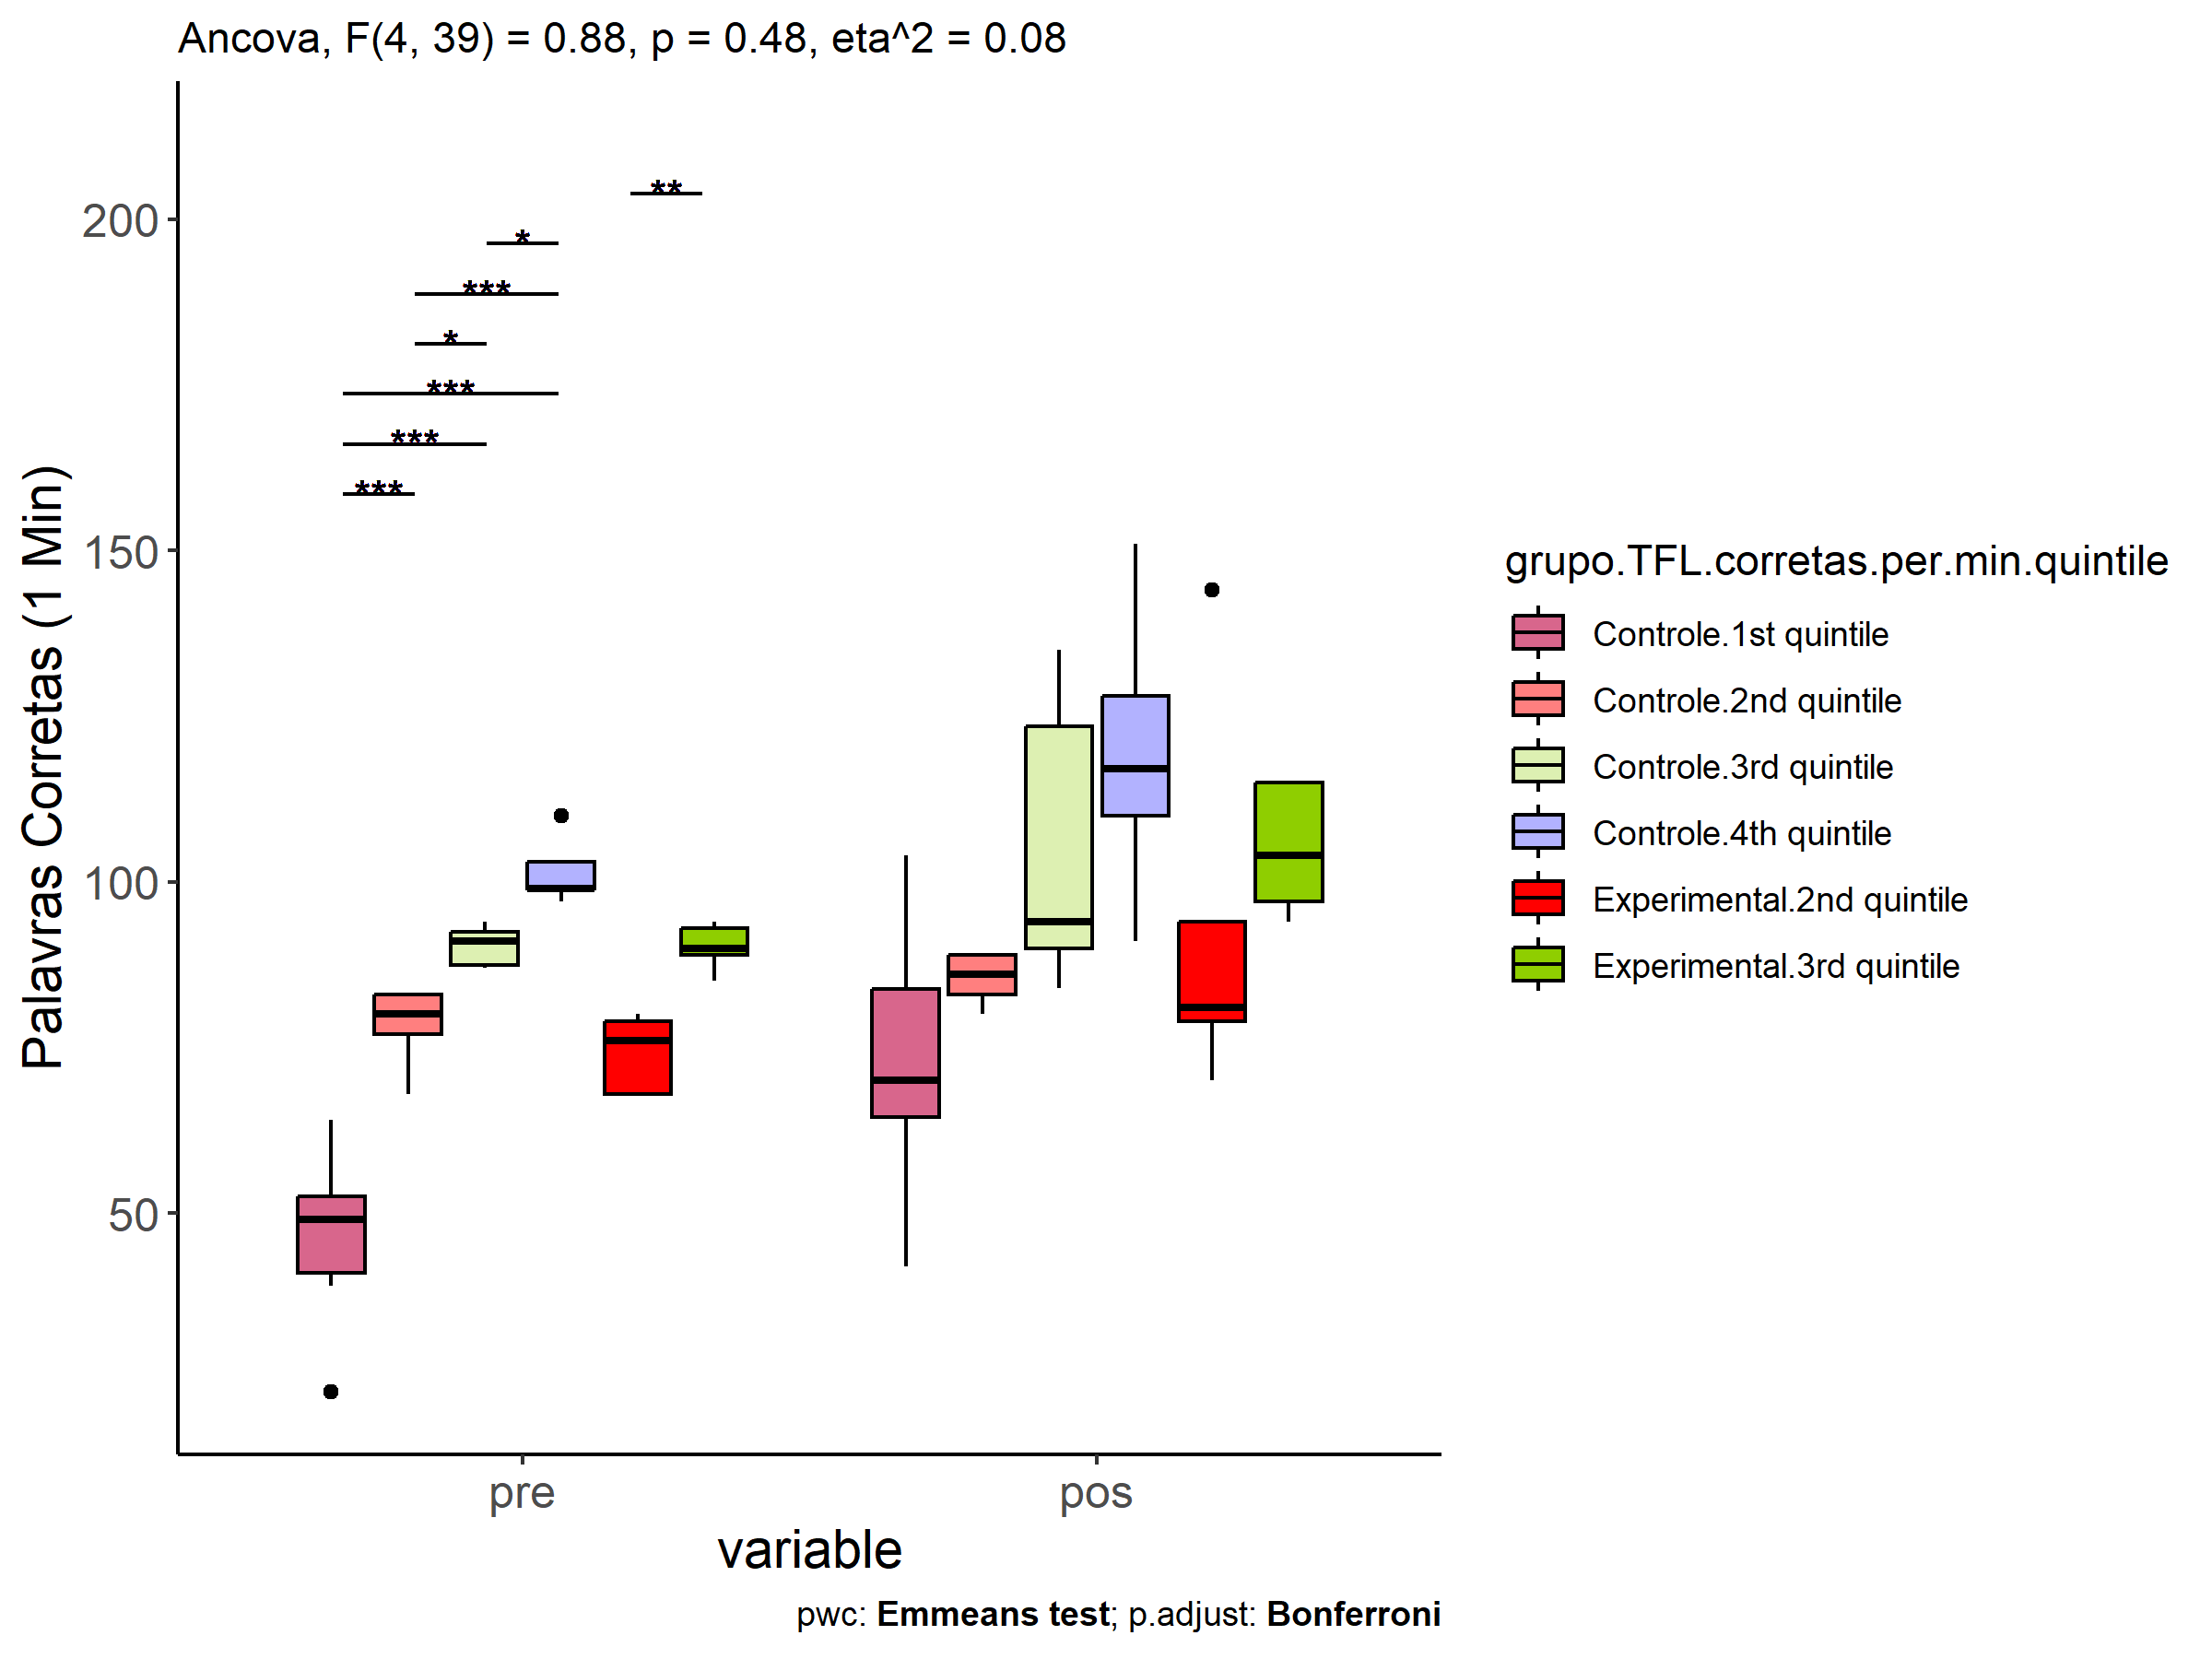 Ancova, F(4, 39) = 0.88, p = 0.48, eta^2 = 0.08
Palavras Corretas (1 Min)
200
150
100
50
**
*
***
*
***
***
***
pre
pos
variable
pwc: Emmeans test; p.adjust: Bonferroni
grupo.TFL.corretas.per.min.quintile
Controle.1st quintile
Controle.2nd quintile
Controle.3rd quintile
Controle.4th quintile
Experimental.2nd quintile
Experimental.3rd quintile